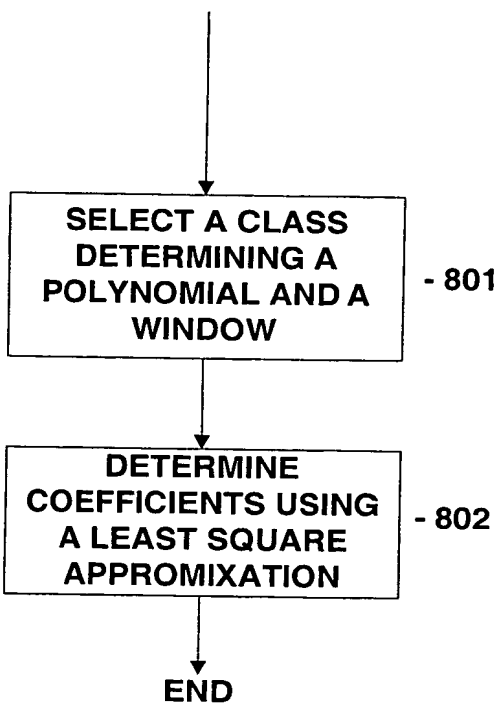 SELECT A CLASS
DETERMINING A
POLYNOMIAL AND A
WINDOW
- 801
DETERMINE
COEFFICIENTS USING
A LEAST SQUARE
APPROMIXATION
- 802
END